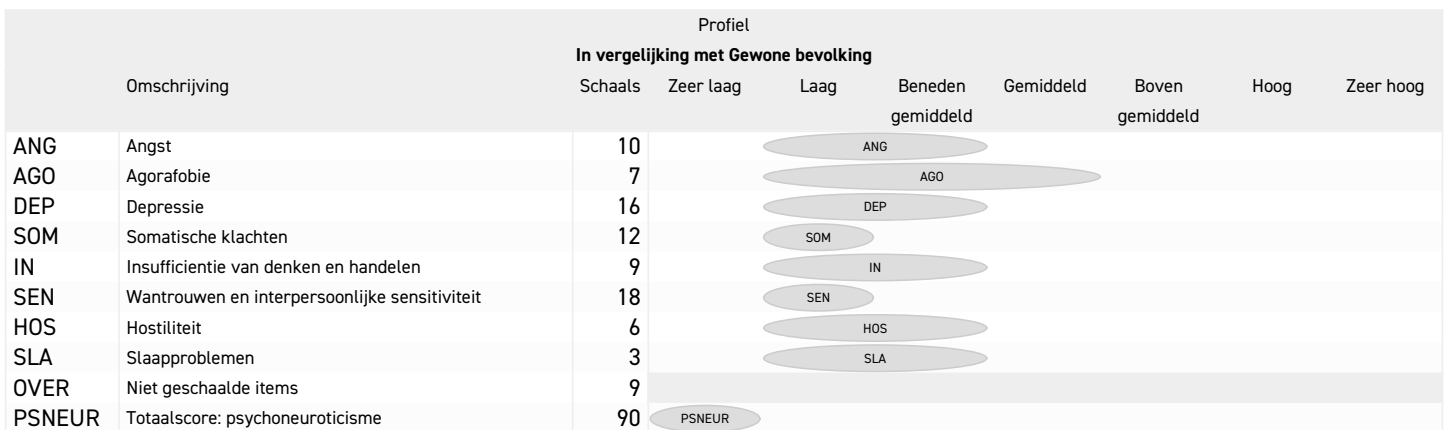 Profiel
In vergelijking met Gewone bevolking
Omschrijving Schaals Zeer laag Laag Beneden gemiddeld Gemiddeld Boven gemiddeld Hoog Zeer hoog
ANG Angst 10 ANG
AGO Agorafobie 7 AGO
DEP Depressie 16 DEP
SOM Somatische klachten 12 SOM
IN Insufficientie van denken en handelen 9 IN
SEN Wantrouwen en interpersoonlijke sensitiviteit 18 SEN
HOS Hostiliteit 6 HOS
SLA Slaapproblemen 3 SLA
OVER Niet geschaalde items 9
PSNEUR Totaalscore: psychoneuroticisme 90 PSNEUR